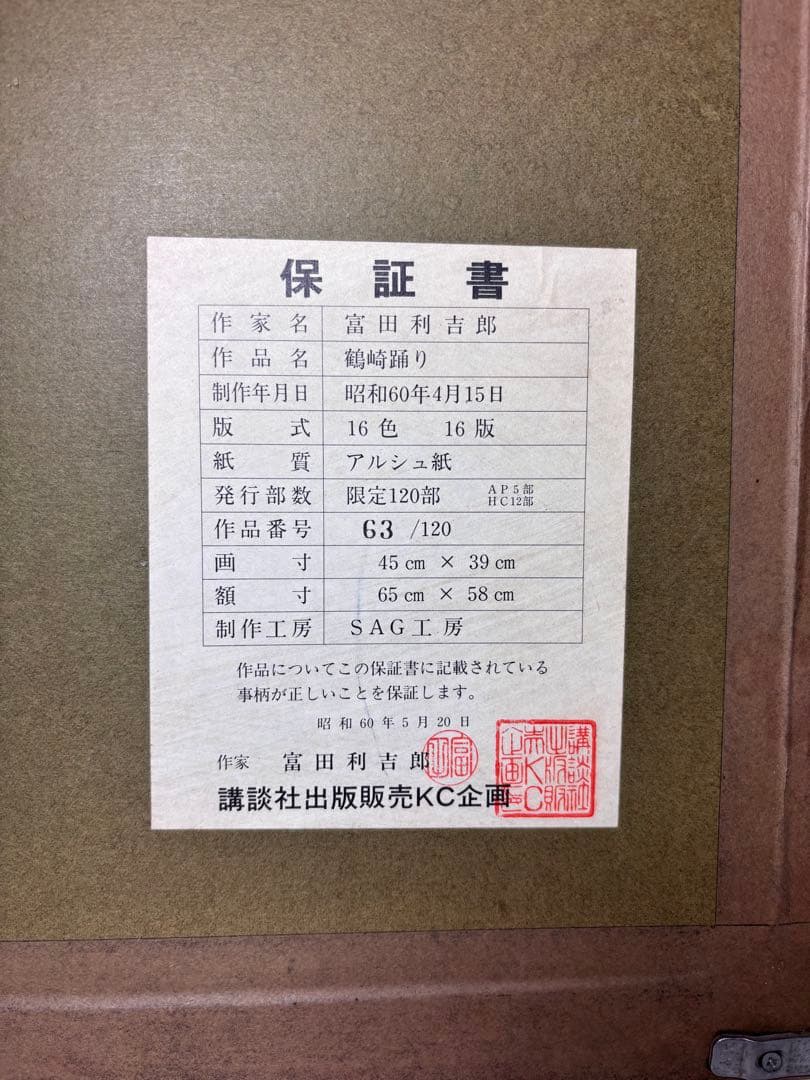 保証書
作家名 富田利吉郎
作品名 鶴崎踊り
制作年月日 昭和60年4月15日
版式 16色 16版
紙質 アルシュ紙
発行部数 限定120部 AP5部 HC12部
作品番号 63 /120
画寸 45cm × 39cm
額寸 65cm × 58cm
制作工房 SAG工房
作品についてこの保証書に記載されている
事柄が正しいことを保証します。
昭和60年5月20日
作家 富田利吉郎
講談社出版販売KC企画